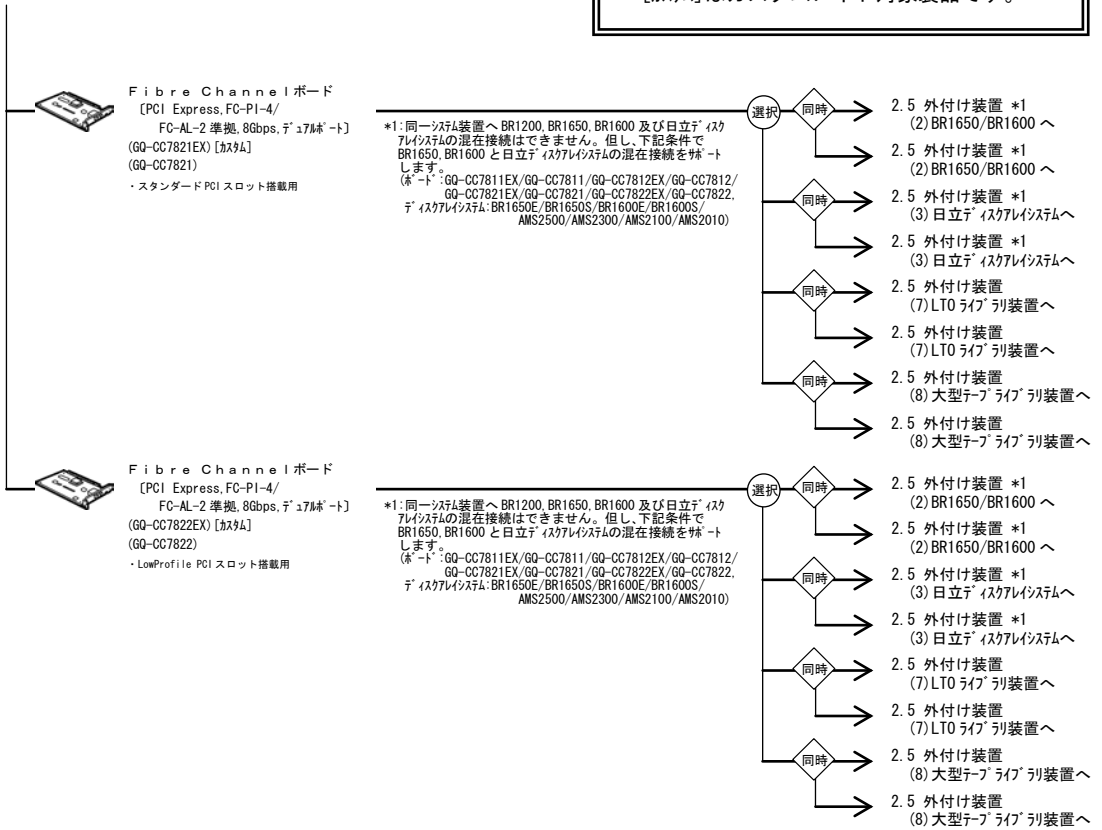 Ｆｉｂｒｅ Ｃｈａｎｎｅｌボード
〔PCI Express,FC-PI-4/
FC-AL-2 準拠,8Gbps,ﾃﾞｭｱﾙﾎﾟｰﾄ〕
(GQ-CC7821EX)[ｶｽﾀﾑ]
(GQ-CC7821)
・スタンダード PCI スロット搭載用
*1:同一ｼｽﾃﾑ装置へ BR1200,BR1650,BR1600 及び日立ﾃﾞｨｽｸ
ｱﾚｲｼｽﾃﾑの混在接続はできません。但し、下記条件で
BR1650,BR1600 と日立ﾃﾞｨｽｸｱﾚｲｼｽﾃﾑの混在接続をｻﾎﾟｰﾄ
します。
(ﾎﾞｰﾄﾞ:GQ-CC7811EX/GQ-CC7811/GQ-CC7812EX/GQ-CC7812/
GQ-CC7821EX/GQ-CC7821/GQ-CC7822EX/GQ-CC7822,
ﾃﾞｨｽｸｱﾚｲｼｽﾃﾑ:BR1650E/BR1650S/BR1600E/BR1600S/
AMS2500/AMS2300/AMS2100/AMS2010)
選択
同時
2.5 外付け装置 *1
(2)BR1650/BR1600 へ
2.5 外付け装置 *1
(2)BR1650/BR1600 へ
同時
2.5 外付け装置 *1
(3)日立ﾃﾞｨｽｸｱﾚｲｼｽﾃﾑへ
2.5 外付け装置 *1
(3)日立ﾃﾞｨｽｸｱﾚｲｼｽﾃﾑへ
同時
2.5 外付け装置
(7)LTO ﾗｲﾌﾞﾗﾘ装置へ
2.5 外付け装置
(7)LTO ﾗｲﾌﾞﾗﾘ装置へ
同時
2.5 外付け装置
(8)大型ﾃｰﾌﾟﾗｲﾌﾞﾗﾘ装置へ
2.5 外付け装置
(8)大型ﾃｰﾌﾟﾗｲﾌﾞﾗﾘ装置へ
Ｆｉｂｒｅ Ｃｈａｎｎｅｌボード
〔PCI Express,FC-PI-4/
FC-AL-2 準拠,8Gbps,ﾃﾞｭｱﾙﾎﾟｰﾄ〕
(GQ-CC7822EX)[ｶｽﾀﾑ]
(GQ-CC7822)
・LowProfile PCI スロット搭載用
*1:同一ｼｽﾃﾑ装置へ BR1200,BR1650,BR1600 及び日立ﾃﾞｨｽｸ
ｱﾚｲｼｽﾃﾑの混在接続はできません。但し、下記条件で
BR1650,BR1600 と日立ﾃﾞｨｽｸｱﾚｲｼｽﾃﾑの混在接続をｻﾎﾟｰﾄ
します。
(ﾎﾞｰﾄﾞ:GQ-CC7811EX/GQ-CC7811/GQ-CC7812EX/GQ-CC7812/
GQ-CC7821EX/GQ-CC7821/GQ-CC7822EX/GQ-CC7822,
ﾃﾞｨｽｸｱﾚｲｼｽﾃﾑ:BR1650E/BR1650S/BR1600E/BR1600S/
AMS2500/AMS2300/AMS2100/AMS2010)
選択
同時
2.5 外付け装置 *1
(2)BR1650/BR1600 へ
2.5 外付け装置 *1
(2)BR1650/BR1600 へ
同時
2.5 外付け装置 *1
(3)日立ﾃﾞｨｽｸｱﾚｲｼｽﾃﾑへ
2.5 外付け装置 *1
(3)日立ﾃﾞｨｽｸｱﾚｲｼｽﾃﾑへ
同時
2.5 外付け装置
(7)LTO ﾗｲﾌﾞﾗﾘ装置へ
2.5 外付け装置
(7)LTO ﾗｲﾌﾞﾗﾘ装置へ
同時
2.5 外付け装置
(8)大型ﾃｰﾌﾟﾗｲﾌﾞﾗﾘ装置へ
2.5 外付け装置
(8)大型ﾃｰﾌﾟﾗｲﾌﾞﾗﾘ装置へ